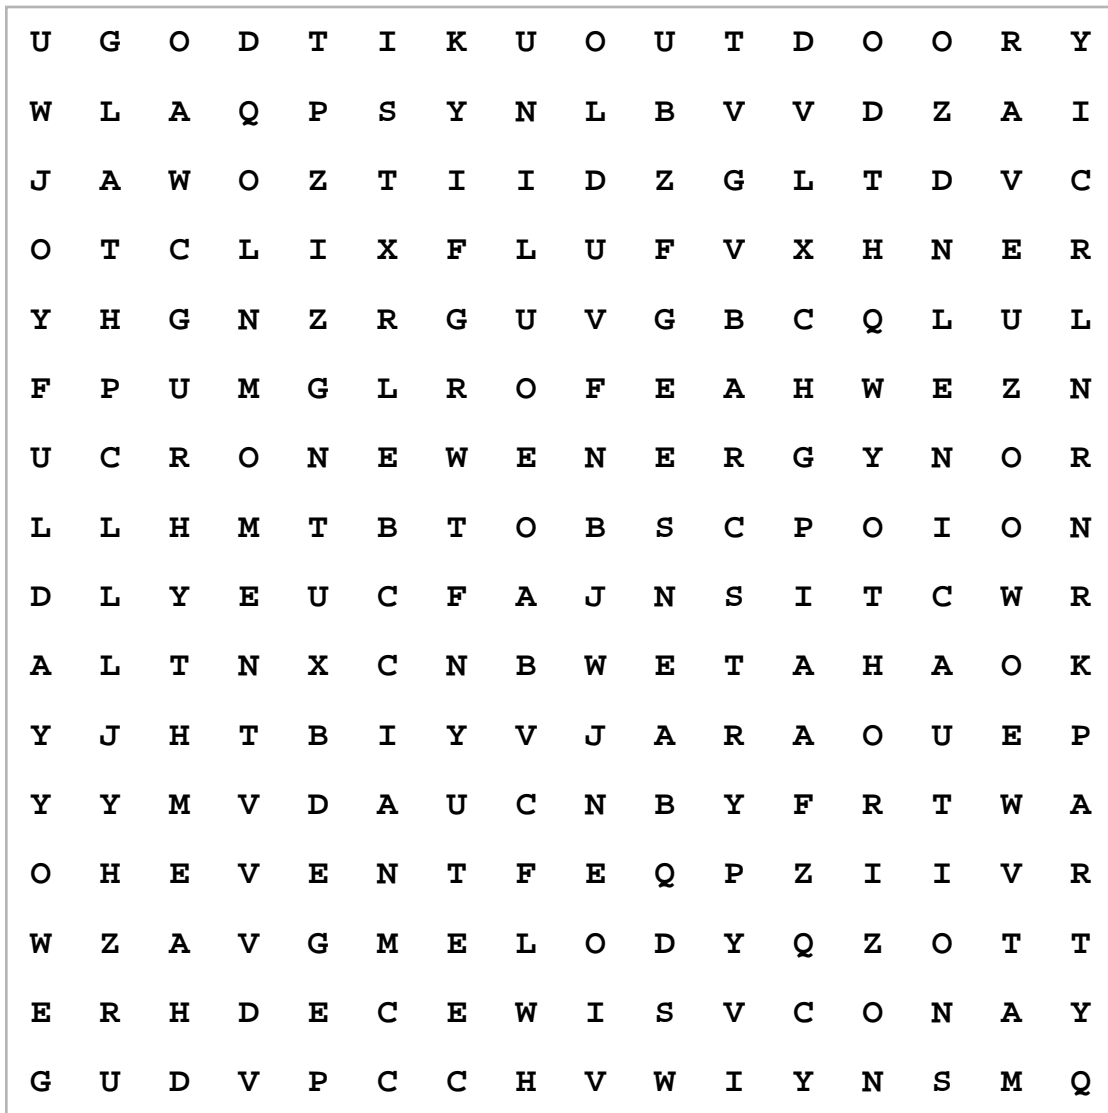 U G O D T I K U O U T D O O R Y
W L A Q P S Y N L B V V D Z A I
J A W O Z T I I D Z G L T D V C
O T C L I X F L U F V X H N E R
Y H G N Z R G U V G B C Q L U L
F P U M G L R O F E A H W E Z N
U C R O N E W E N E R G Y N O R
L L H M T B T O B S C P O I O N
D L Y E U C F A J N S I T C W R
A L T N X C N B W E T A H A O K
Y J H T B I Y V J A R A O U E P
Y Y M V D A U C N B Y F R T W A
O H E V E N T F E Q P Z I I V R
W Z A V G M E L O D Y Q Z O T T
E R H D E C E W I S V C O N A Y
G U D V P C C H V W I Y N S M Q